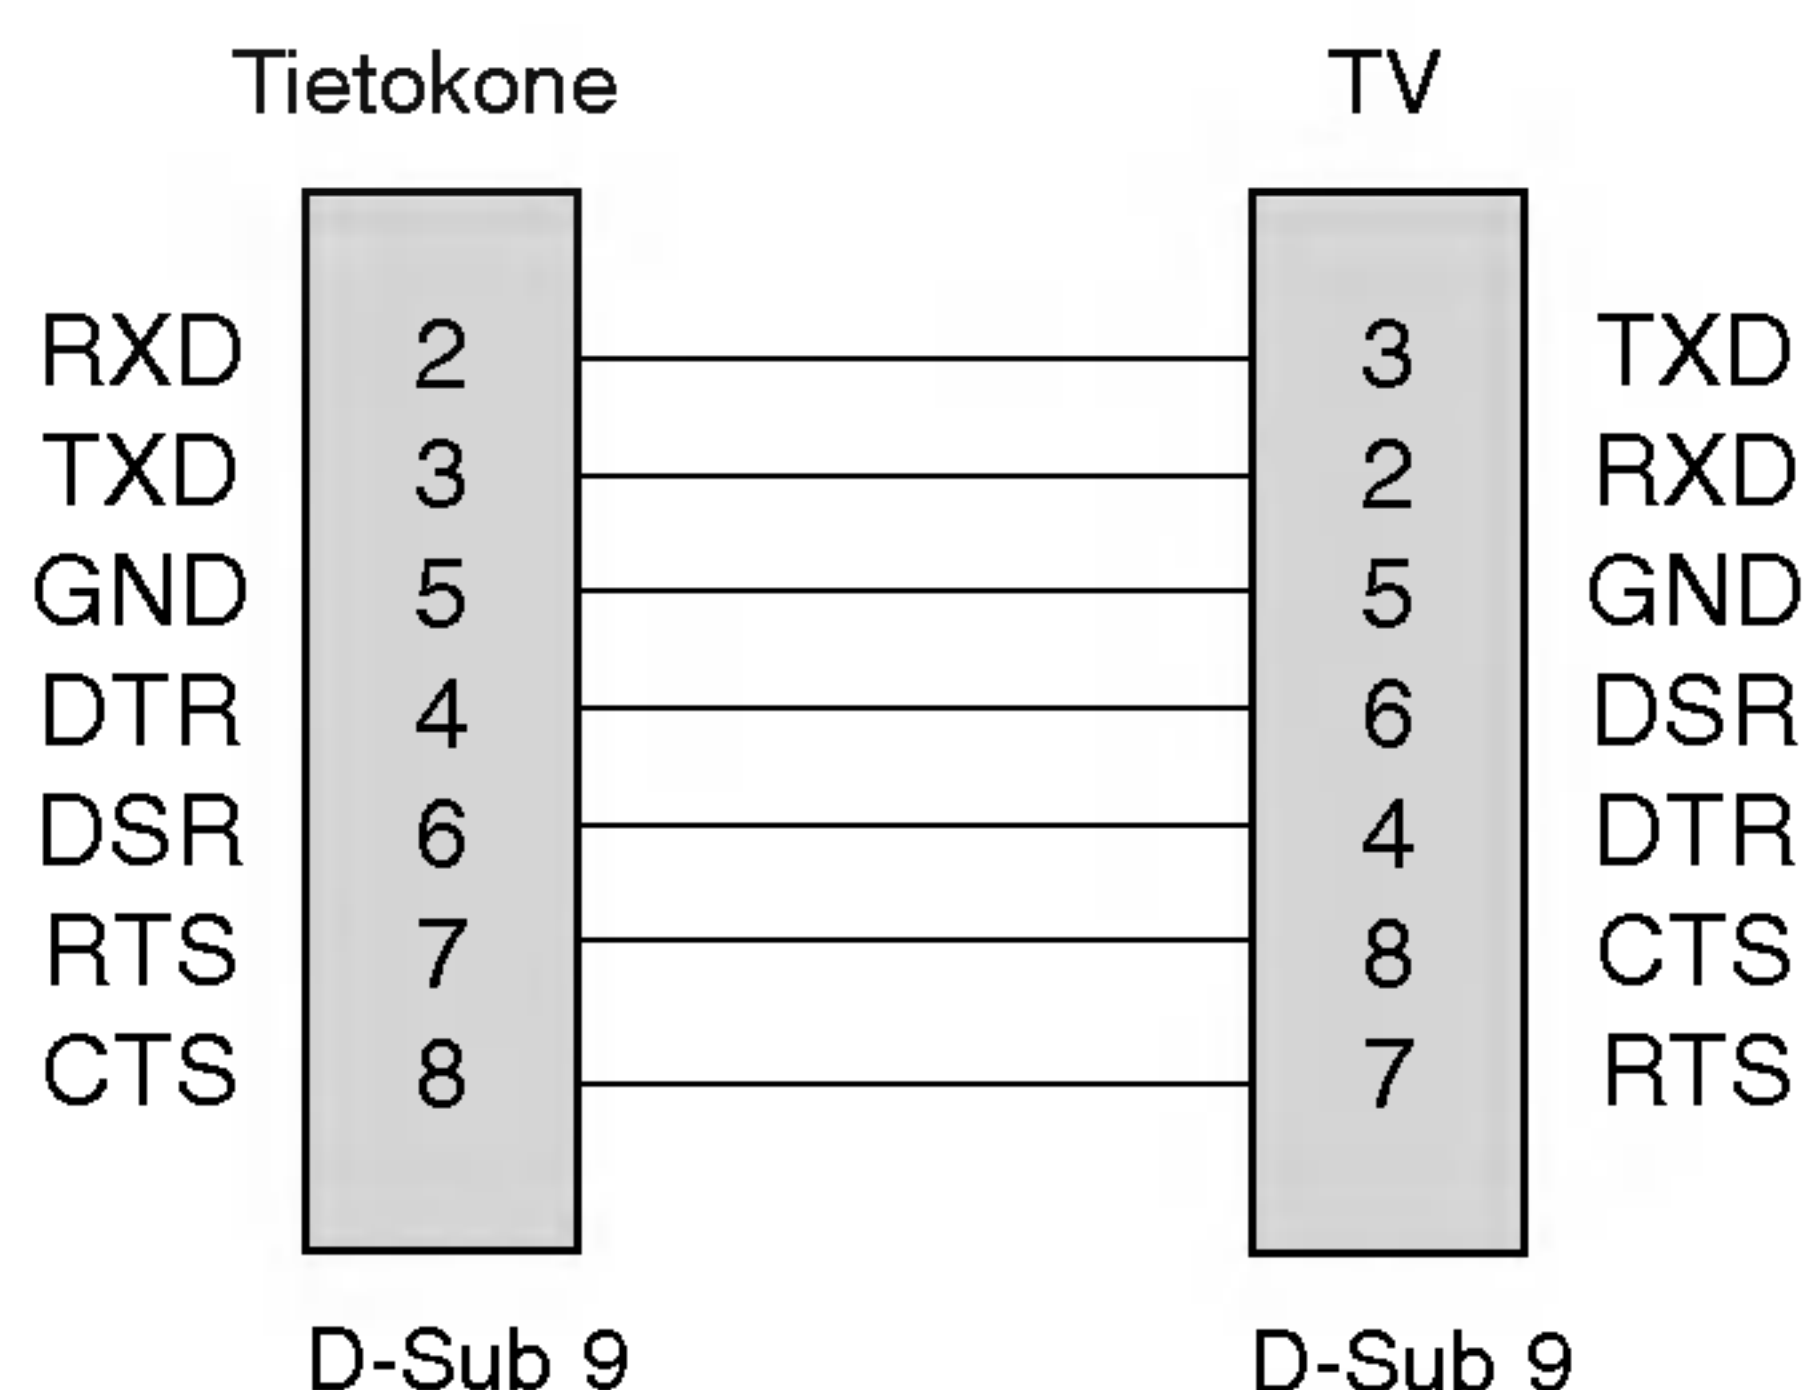 Tietokone TV
RXD 2 3 TXD
TXD 3 2 RXD
GND 5 5 GND
DTR 4 6 DSR
DSR 6 4 DTR
RTS 7 8 CTS
CTS 8 7 RTS
D-Sub 9 D-Sub 9